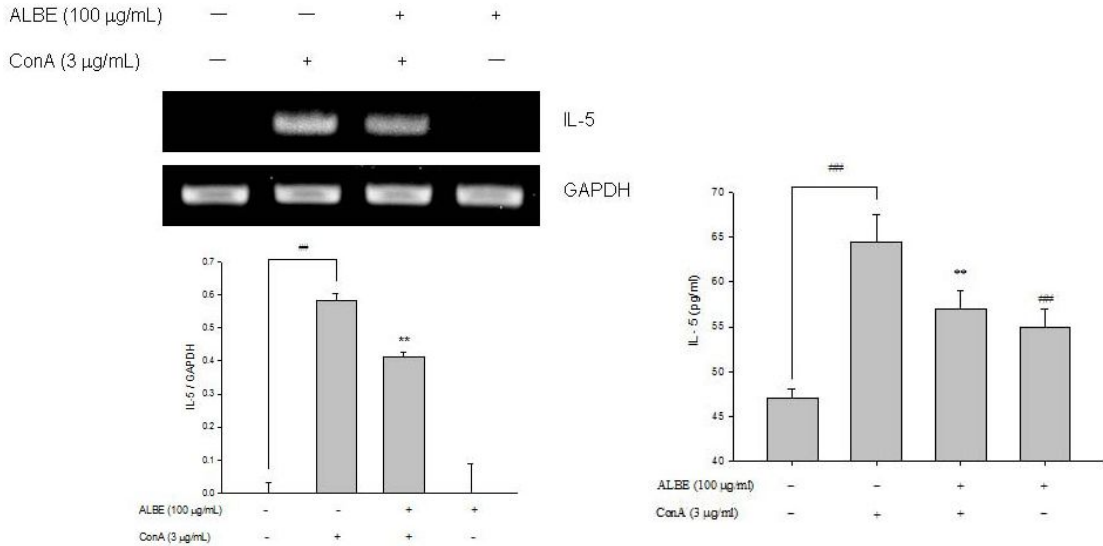 ALBE (100 μg/mL) — — + +
ConA (3 μg/mL) — + + —
IL-5
GAPDH
##
0.7
0.6
0.5
0.4
0.3
0.2
0.1
0.0
IL-5 / GAPDH
**
ALBE (100 μg/mL) - - + +
ConA (3 μg/mL) - + + -
##
70
65
60
55
50
45
40
IL- 5 (pg/ml)
**
##
ALBE (100 μg/ml) − − + +
ConA (3 μg/ml) − + + −